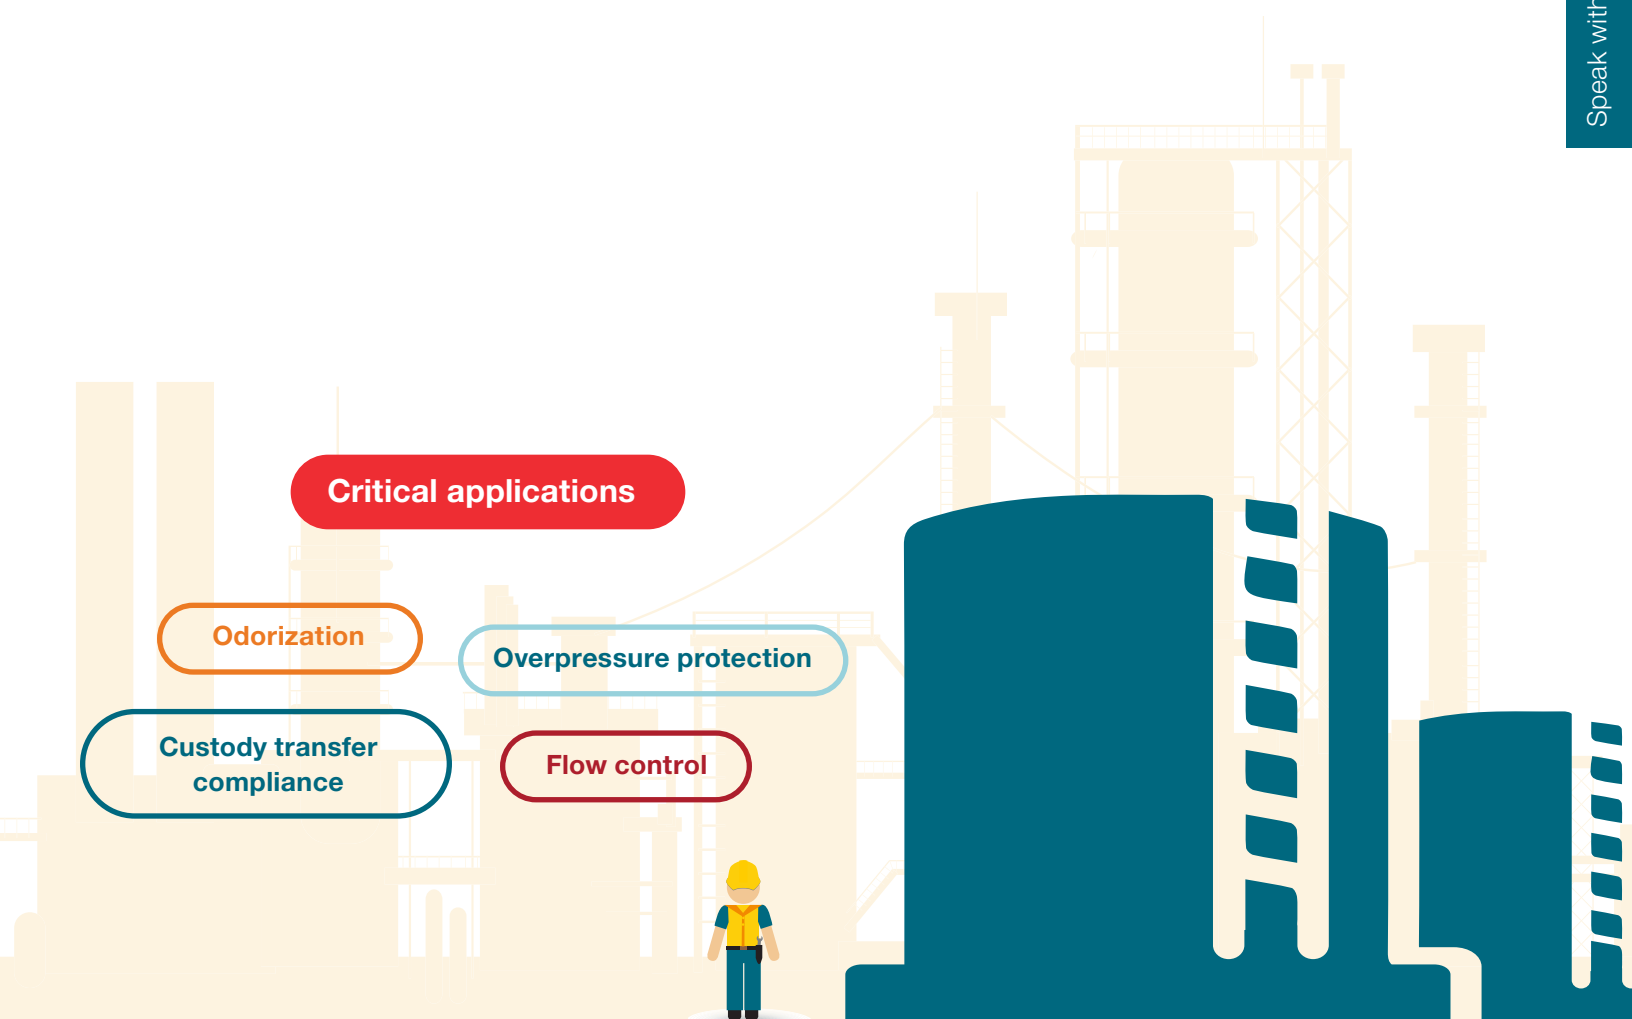 Speak with
Critical applications
Odorization
Overpressure protection
Custody transfer
compliance
Flow control